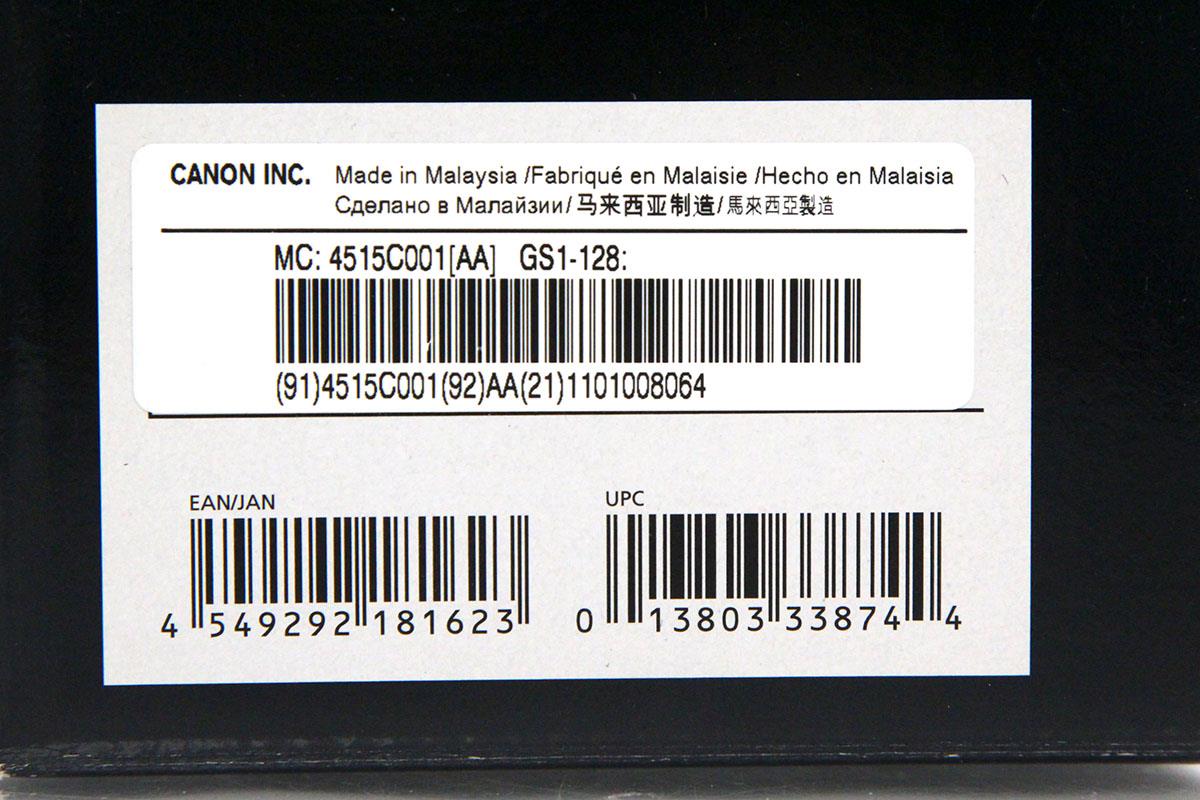 CANON INC. Made in Malaysia /Fabriqué en Malaisie /Hecho en Malaisia
Сделано в Малайзии/马来西亚制造/馬來西亞製造
MC: 4515C001[AA] GS1-128:
(91)4515C001(92)AA(21)1101008064
EAN/JAN
4 549292 181623
UPC
0 13803 33874 4